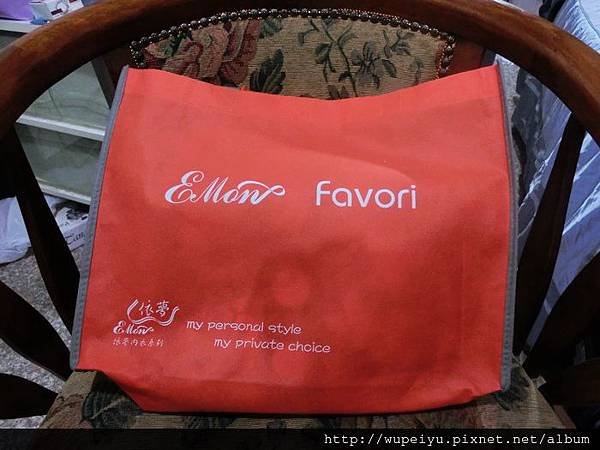 EMon Favori
依夢
EMon
依夢內衣系列
my personal style
my private choice
http://wupeiyu.pixnet.net/album